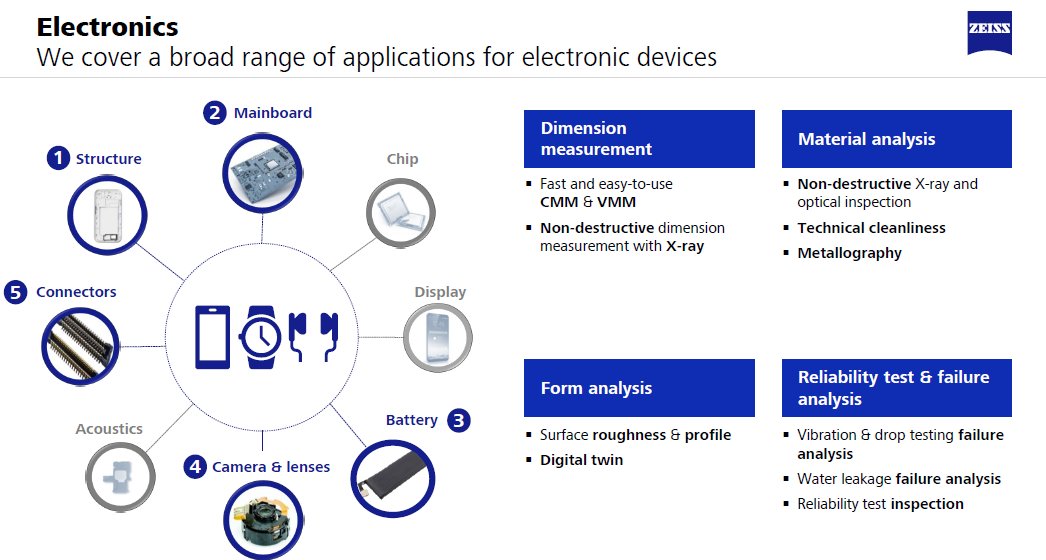 Electronics
We cover a broad range of applications for electronic devices
ZEISS
2 Mainboard
1 Structure
Chip
5 Connectors
Display
Acoustics
Battery 3
4 Camera & lenses
Dimension
measurement
▪ Fast and easy-to-use
CMM & VMM
▪ Non-destructive dimension
measurement with X-ray
Material analysis
▪ Non-destructive X-ray and
optical inspection
▪ Technical cleanliness
▪ Metallography
Form analysis
▪ Surface roughness & profile
▪ Digital twin
Reliability test & failure
analysis
▪ Vibration & drop testing failure
analysis
▪ Water leakage failure analysis
▪ Reliability test inspection